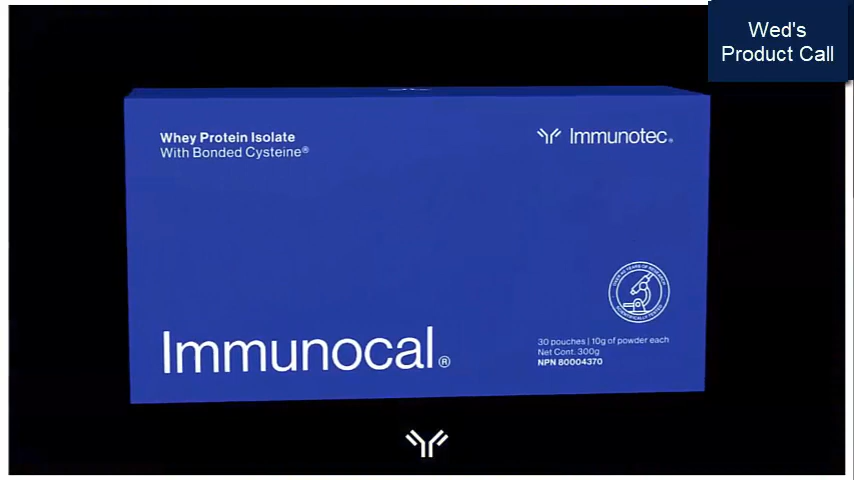 Wed's
Product Call
Whey Protein Isolate
With Bonded Cysteine®
Immunotec®
Immunocal®
30 pouches | 10g of powder each
Net Cont. 300g
NPN 80004370